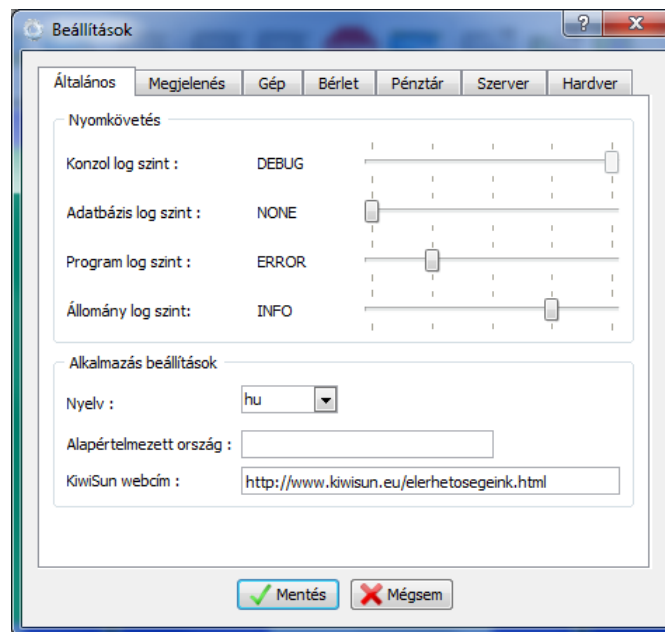 Beállítások
?
Általános Megjelenés Gép Bérlet Pénztár Szerver Hardver
Nyomkövetés
Konzol log szint : DEBUG
Adatbázis log szint : NONE
Program log szint : ERROR
Állomány log szint: INFO
Alkalmazás beállítások
Nyelv : hu
Alapértelmezett ország :
KiwiSun webcím : http://www.kiwisun.eu/elerhetosegeink.html
Mentés Mégsem